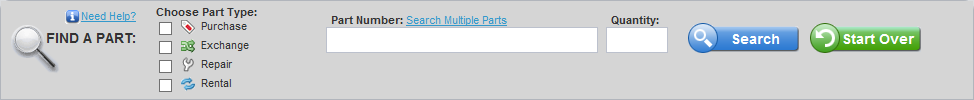 Need Help?
FIND A PART:
Choose Part Type:
Purchase
Exchange
Repair
Rental
Part Number: Search Multiple Parts
Quantity:
Search
Start Over